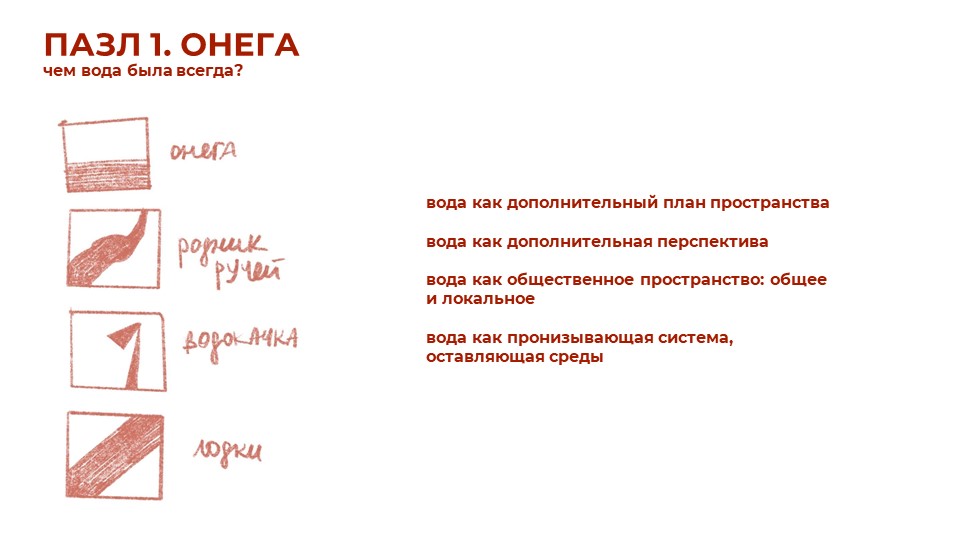 ПАЗЛ 1. ОНЕГА
чем вода была всегда?
онега
родник
ручей
водокачка
лодки
вода как дополнительный план пространства
вода как дополнительная перспектива
вода как общественное пространство: общее
и локальное
вода как пронизывающая система,
оставляющая среды